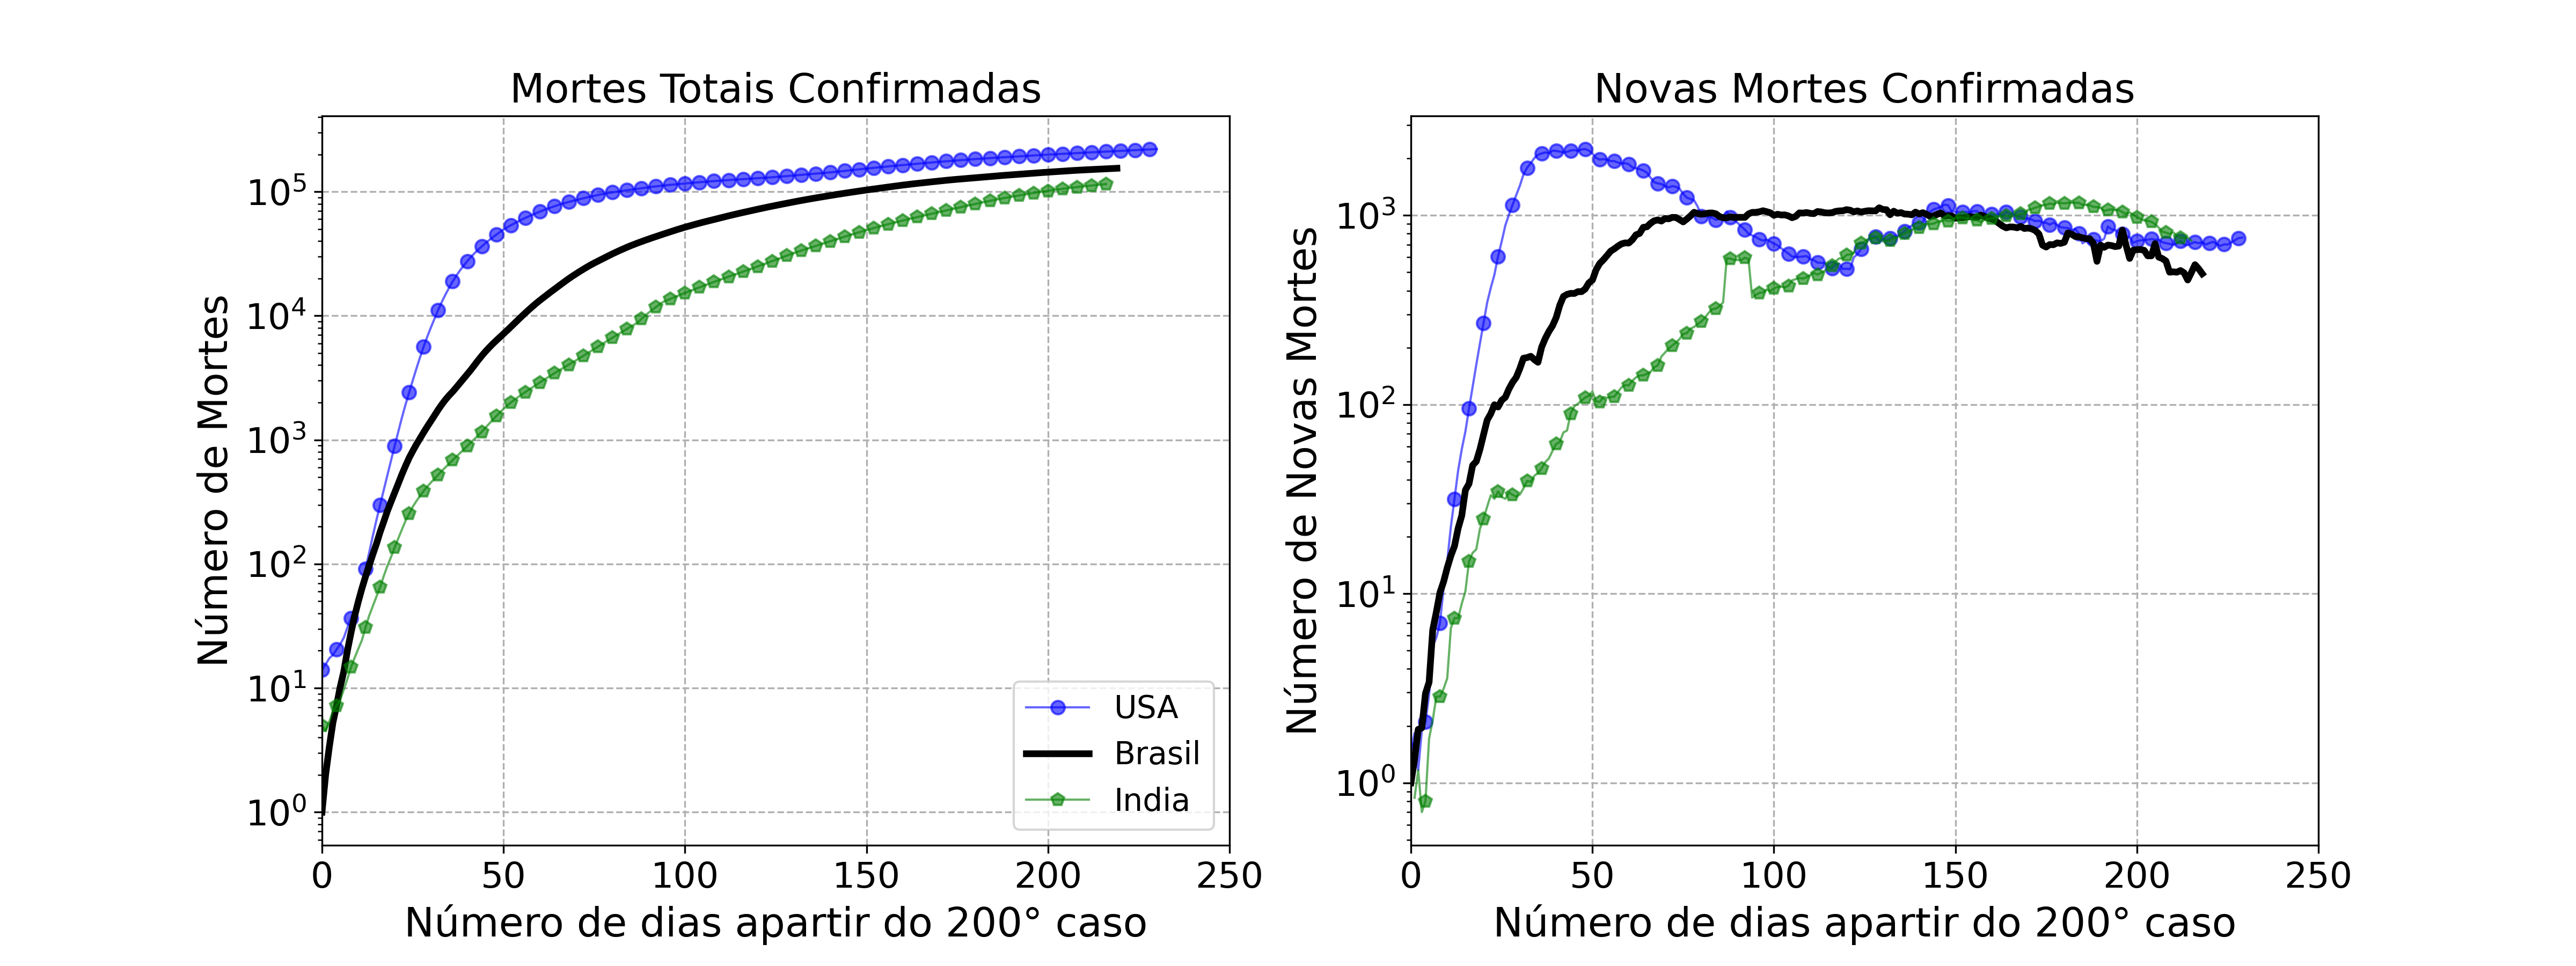 Mortes Totais Confirmadas
Número de Mortes
10^5
10^4
10^3
10^2
10^1
10^0
USA
Brasil
India
0 50 100 150 200 250
Número de dias apartir do 200° caso
Novas Mortes Confirmadas
Número de Novas Mortes
10^3
10^2
10^1
10^0
0 50 100 150 200 250
Número de dias apartir do 200° caso